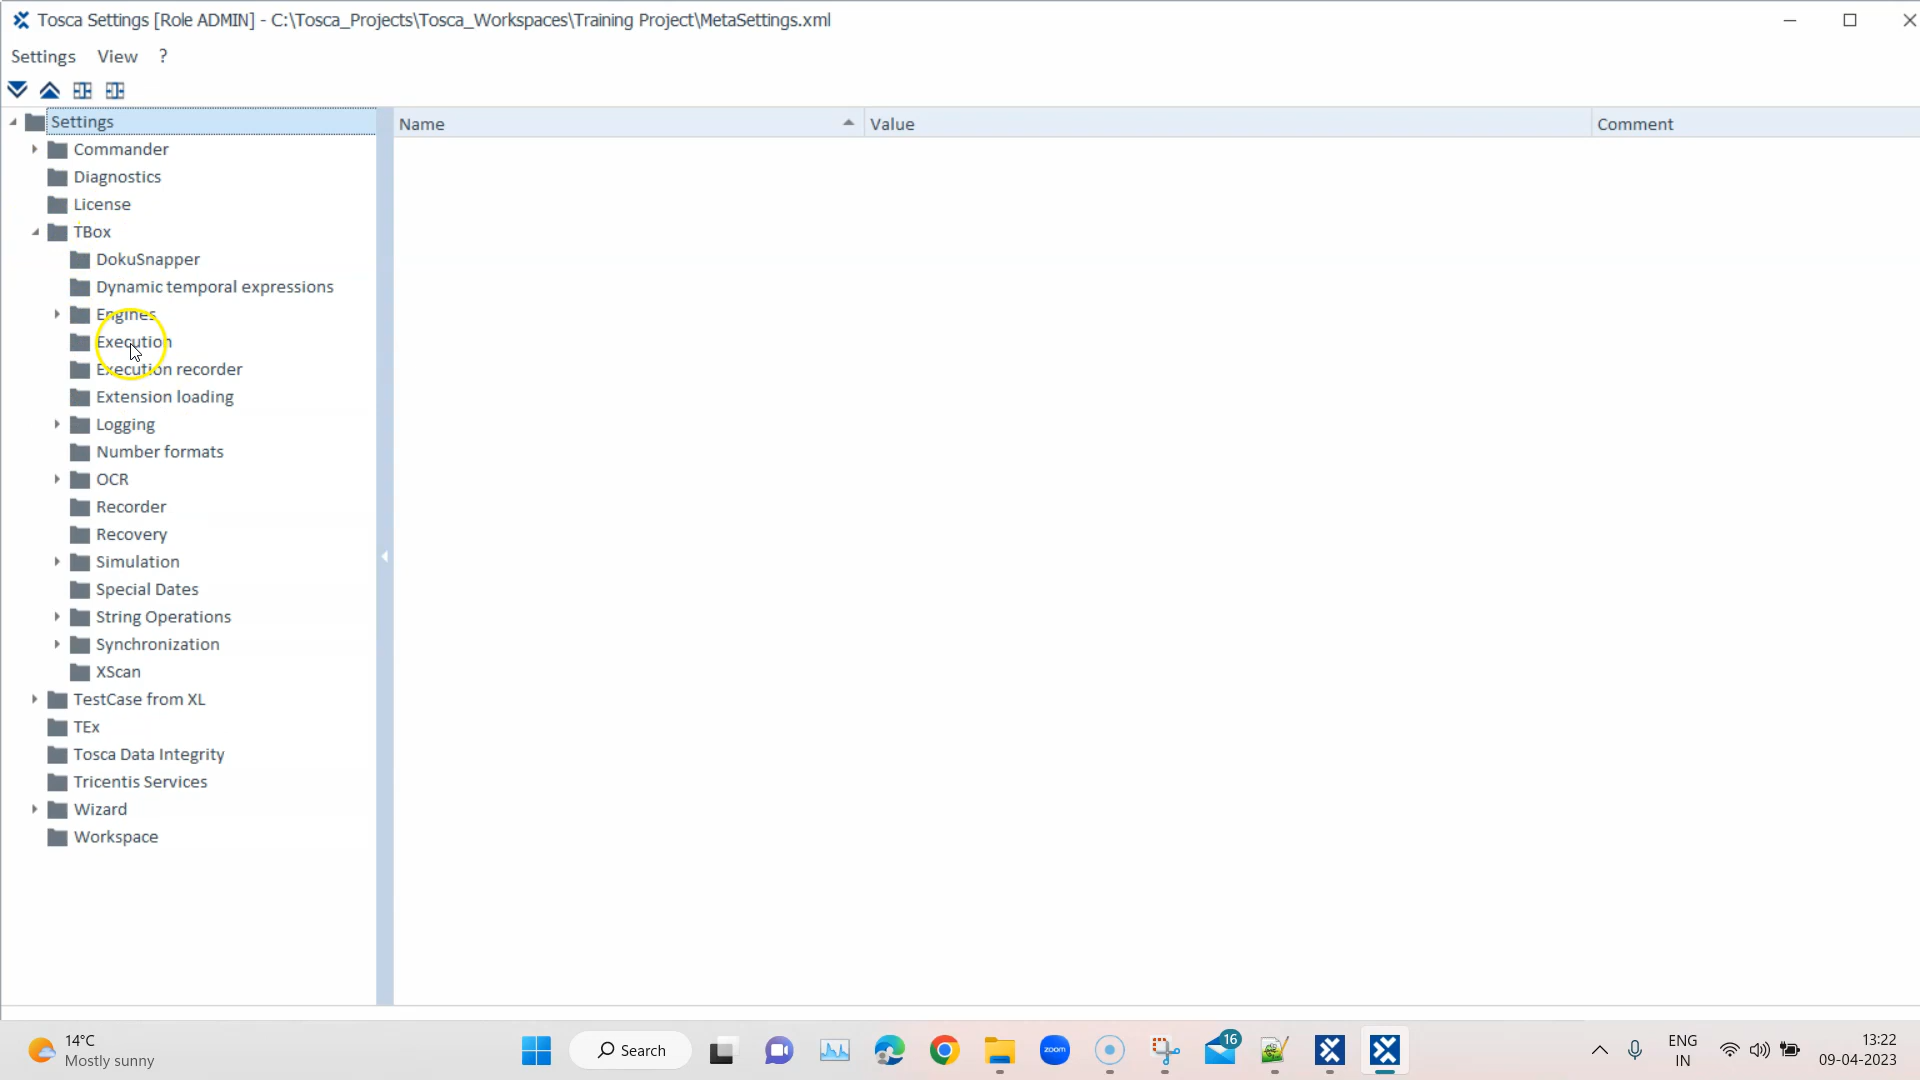 Tosca Settings [Role ADMIN] - C:\Tosca_Projects\Tosca_Workspaces\Training Project\MetaSettings.xml
Settings View ?
Settings
Name Value Comment
Commander
Diagnostics
License
TBox
DokuSnapper
Dynamic temporal expressions
Engines
Execution
Execution recorder
Extension loading
Logging
Number formats
OCR
Recorder
Recovery
Simulation
Special Dates
String Operations
Synchronization
XScan
TestCase from XL
TEx
Tosca Data Integrity
Tricentis Services
Wizard
Workspace
14°C
Mostly sunny
Search
zoom
16
ENG
IN
13:22
09-04-2023